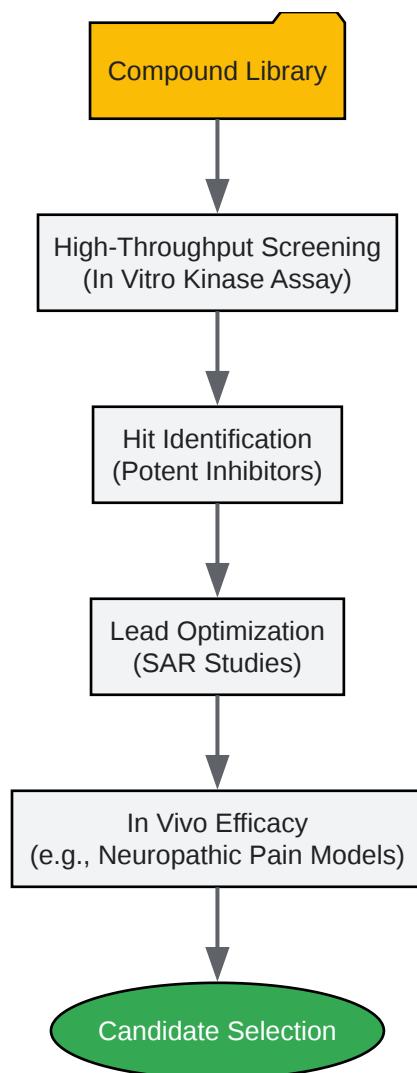 Compound Library
High-Throughput Screening
(In Vitro Kinase Assay)
Hit Identification
(Potent Inhibitors)
Lead Optimization
(SAR Studies)
In Vivo Efficacy
(e.g., Neuropathic Pain Models)
Candidate Selection